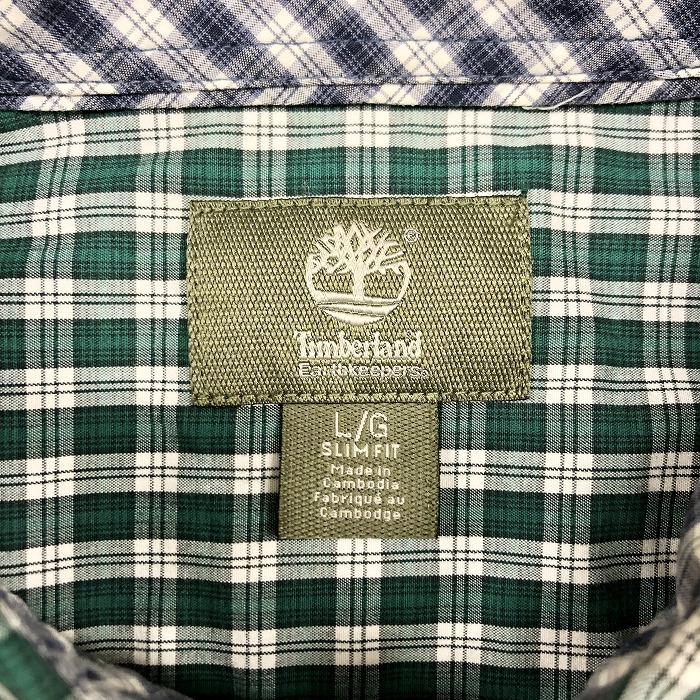 ®
Timberland
Earthkeepers®
L/G
SLIM FIT
Made in
Cambodia
Fabriqué au
Cambodge